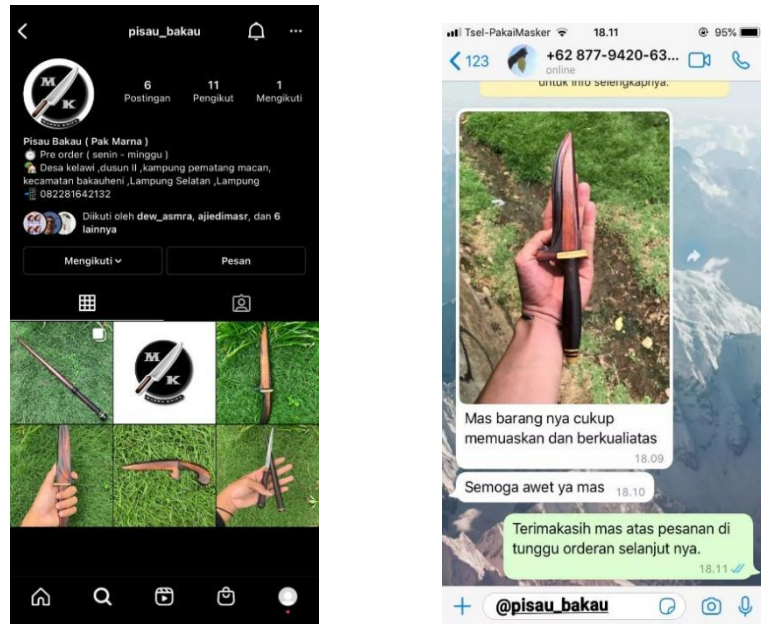 pisau_bakau
M
K
6
11
1
Postingan
Pengikut
Mengikuti
Pisau Bakau ( Pak Marna )
Pre order ( senin - minggu )
Desa kelawi ,dusun II ,kampung pematang macan,
kecamatan bakauheni ,Lampung Selatan ,Lampung
082281642132
Diikuti oleh dew_asmra, ajiedimasr, dan 6
lainnya
Mengikuti
Pesan
M
K
Tsel-PakaiMasker
18.11
95%
123
+62 877-9420-63...
online
untuk info selengkapnya.
Mas barang nya cukup
memuaskan dan berkualiatas
18.09
Semoga awet ya mas
18.10
Terimakasih mas atas pesanan di
tunggu orderan selanjut nya.
18.11
@pisau_bakau